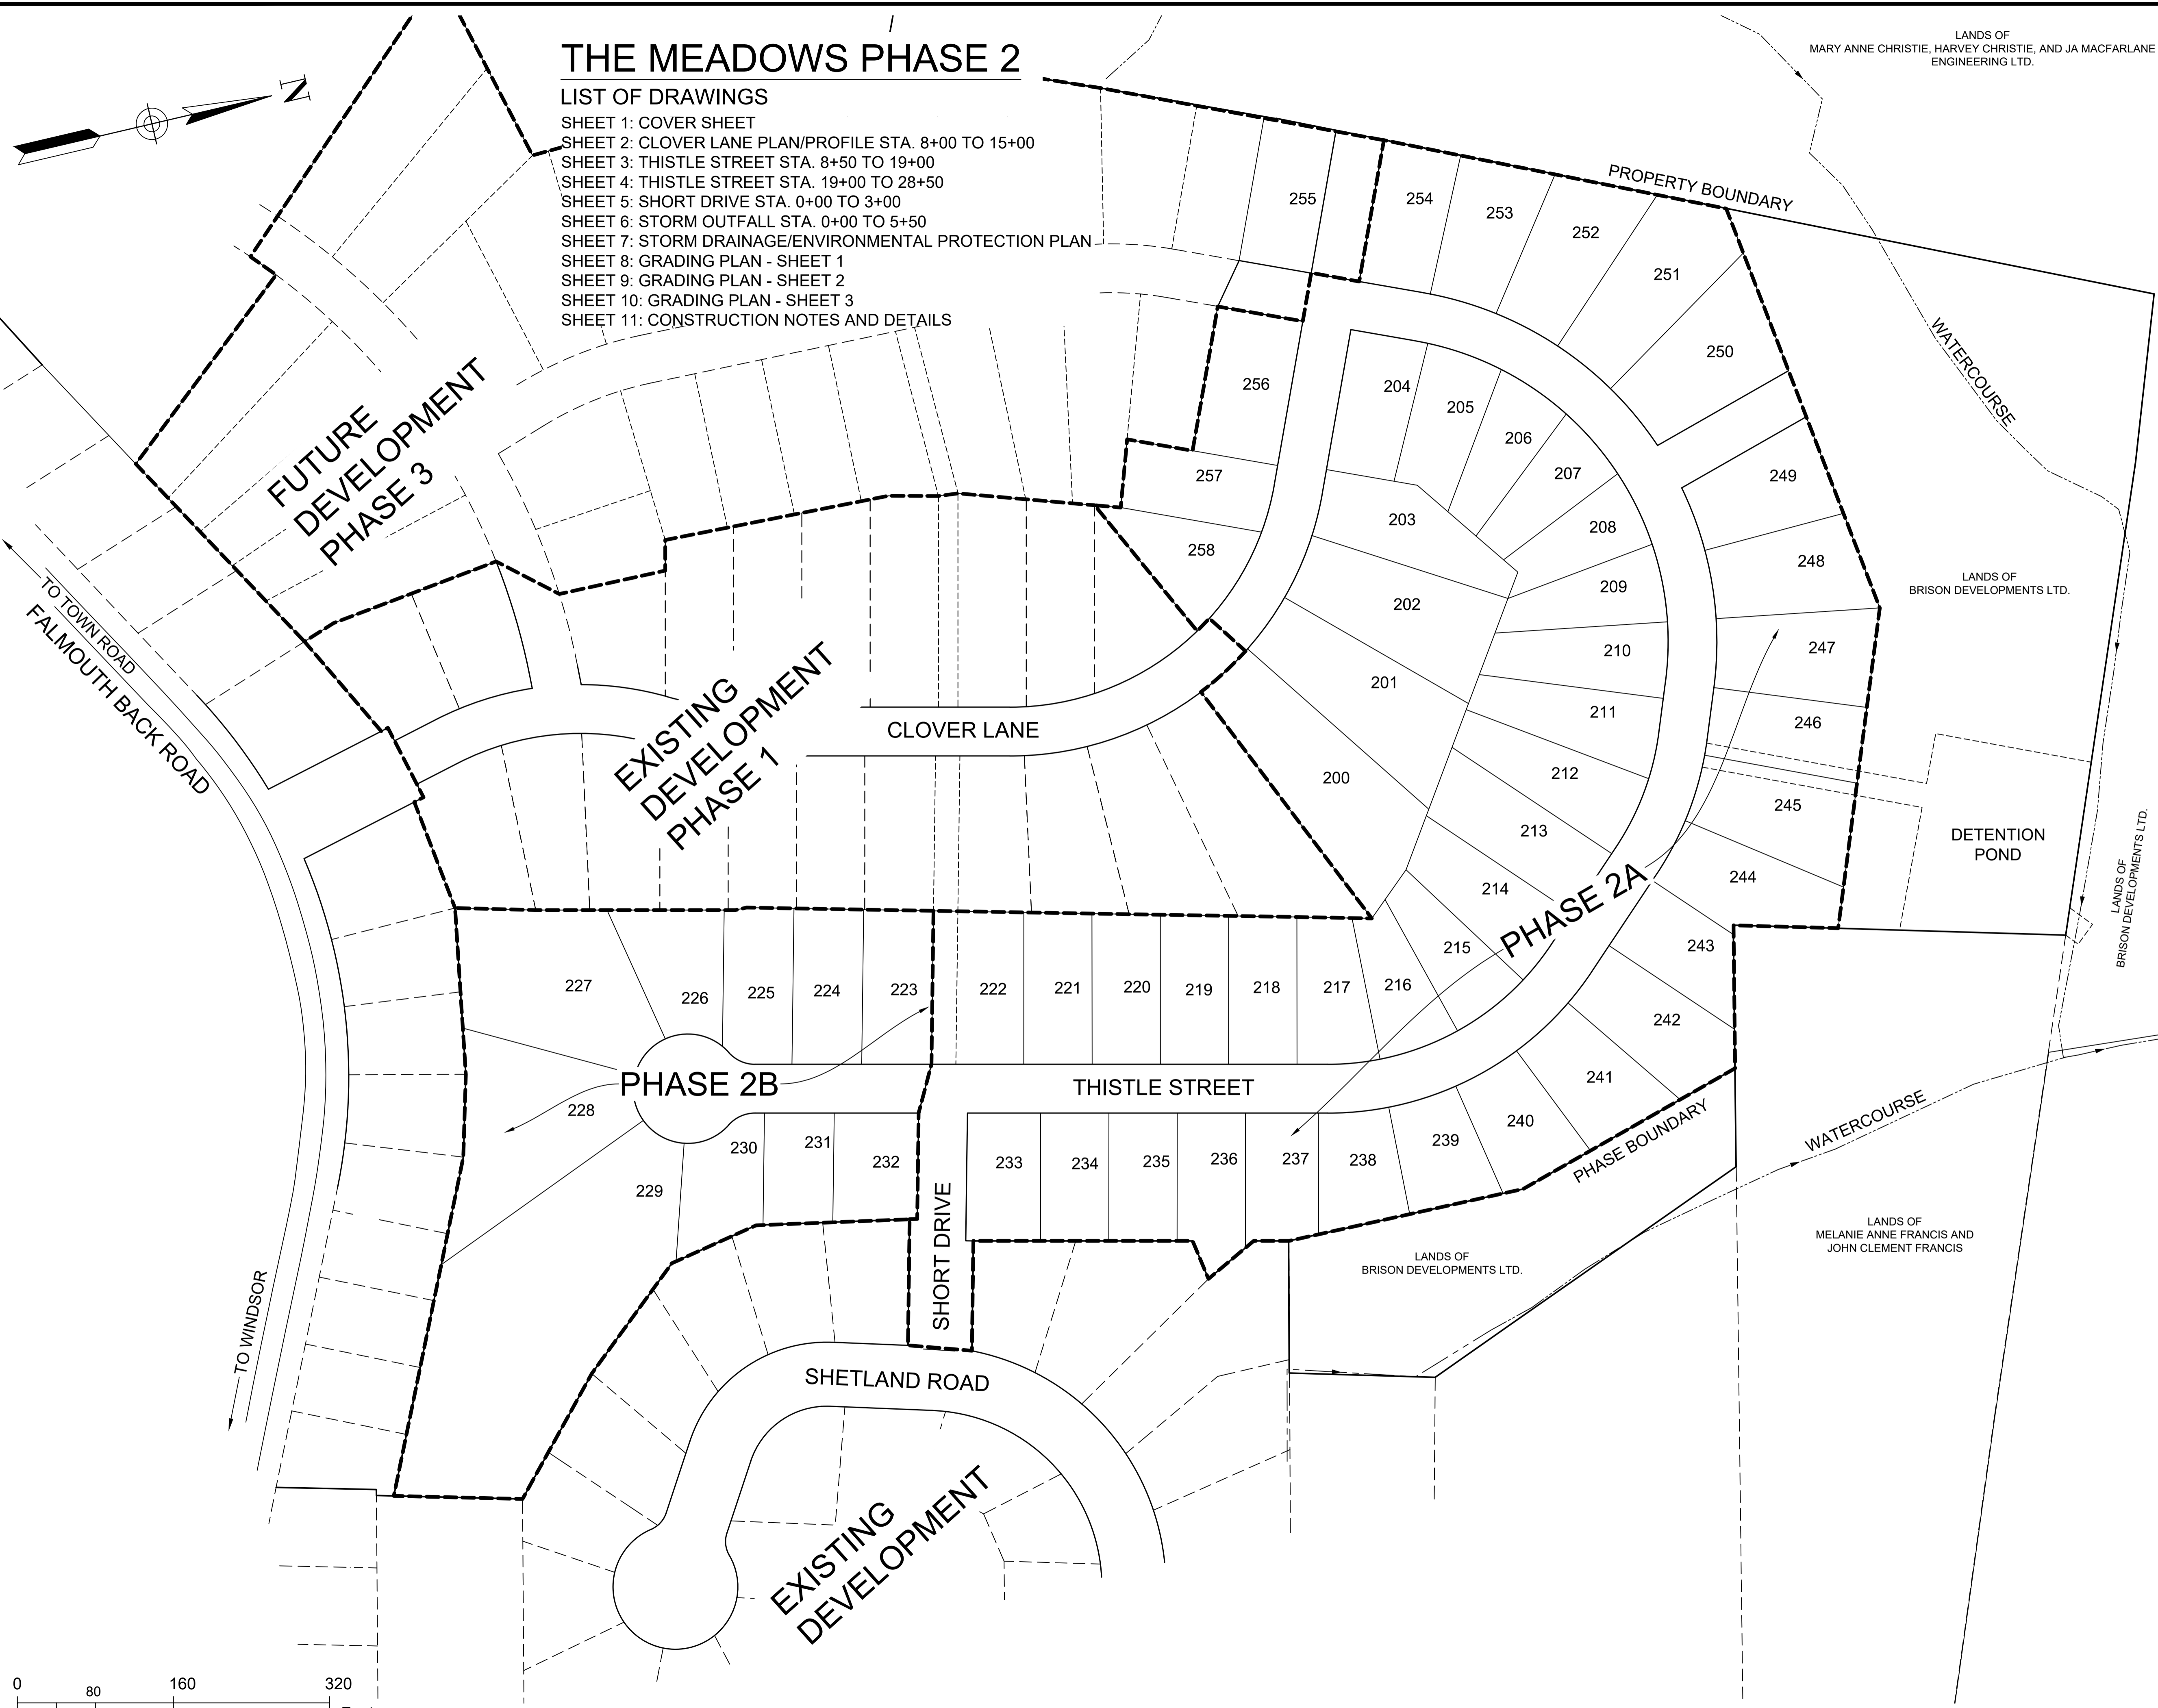 THE MEADOWS PHASE 2
LIST OF DRAWINGS
SHEET 1: COVER SHEET
SHEET 2: CLOVER LANE PLAN/PROFILE STA. 8+00 TO 15+00
SHEET 3: THISTLE STREET STA. 8+50 TO 19+00
SHEET 4: THISTLE STREET STA. 19+00 TO 28+50
SHEET 5: SHORT DRIVE STA. 0+00 TO 3+00
SHEET 6: STORM OUTFALL STA. 0+00 TO 5+50
SHEET 7: STORM DRAINAGE/ENVIRONMENTAL PROTECTION PLAN
SHEET 8: GRADING PLAN - SHEET 1
SHEET 9: GRADING PLAN - SHEET 2
SHEET 10: GRADING PLAN - SHEET 3
SHEET 11: CONSTRUCTION NOTES AND DETAILS
N
LANDS OF
MARY ANNE CHRISTIE, HARVEY CHRISTIE, AND JA MACFARLANE
ENGINEERING LTD.
PROPERTY BOUNDARY
WATERCOURSE
255
254
253
252
251
250
256
204
205
206
207
257
203
249
208
258
248
202
209
LANDS OF
BRISON DEVELOPMENTS LTD.
210
247
201
211
246
200
212
245
213
DETENTION
POND
214
244
LANDS OF
BRISON DEVELOPMENTS LTD.
FUTURE
DEVELOPMENT
PHASE 3
TO TOWN ROAD
FALMOUTH BACK ROAD
EXISTING
DEVELOPMENT
PHASE 1
CLOVER LANE
PHASE 2A
215
243
227
226
225
224
223
222
221
220
219
218
217
216
242
PHASE 2B
THISTLE STREET
241
228
240
PHASE BOUNDARY
WATERCOURSE
230
231
232
233
234
235
236
237
238
239
229
SHORT DRIVE
LANDS OF
BRISON DEVELOPMENTS LTD.
LANDS OF
MELANIE ANNE FRANCIS AND
JOHN CLEMENT FRANCIS
TO WINDSOR
SHETLAND ROAD
EXISTING
DEVELOPMENT
0
80
160
320